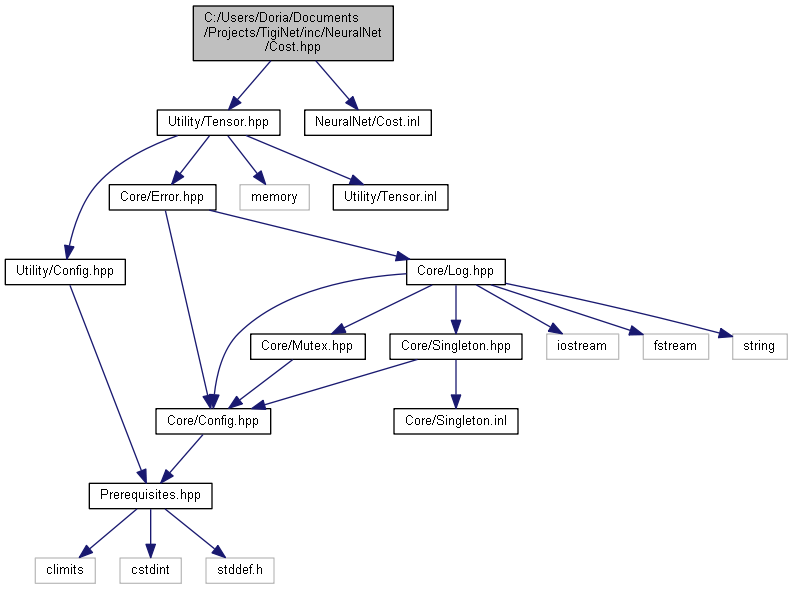 C:/Users/Doria/Documents
/Projects/TigiNet/inc/NeuralNet
/Cost.hpp
Utility/Tensor.hpp
NeuralNet/Cost.inl
Core/Error.hpp
memory
Utility/Tensor.inl
Utility/Config.hpp
Core/Log.hpp
Core/Mutex.hpp
Core/Singleton.hpp
iostream
fstream
string
Core/Config.hpp
Core/Singleton.inl
Prerequisites.hpp
climits
cstdint
stddef.h